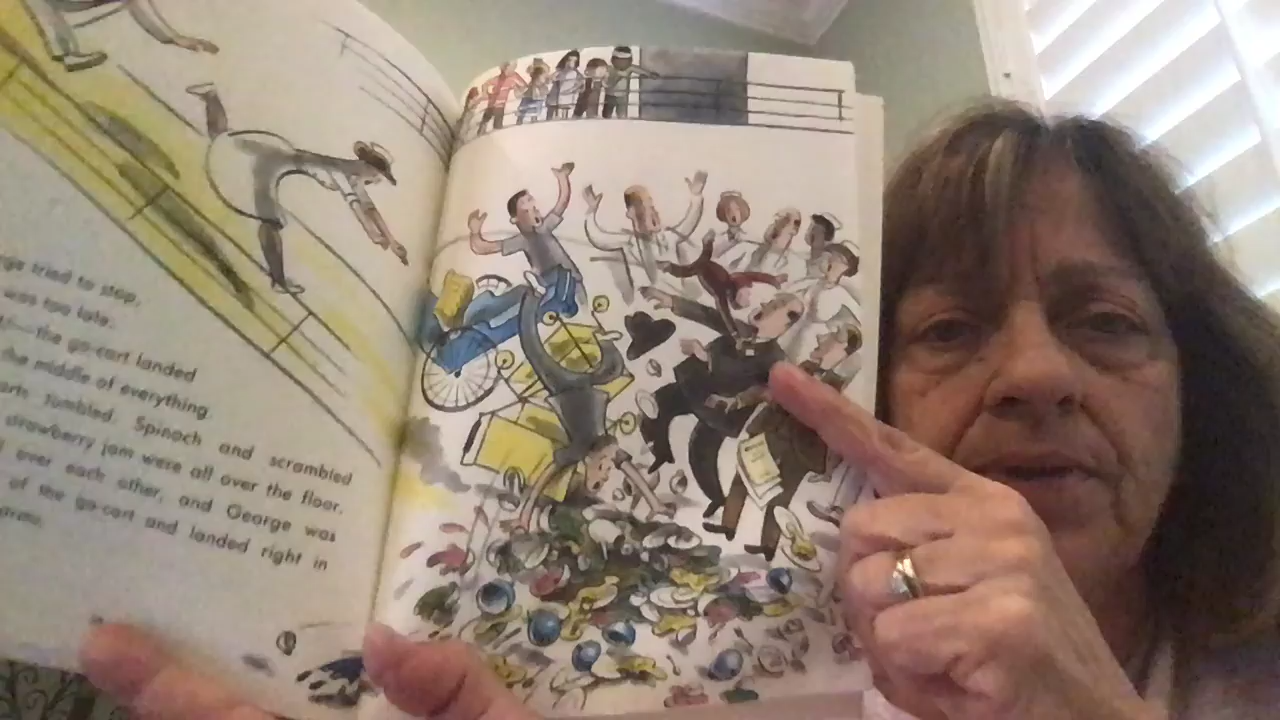 tried to stop,
was too late.
—the go-cart landed
the middle of everything.
tumbled. Spinach and scrambled
strawberry jam were all over the floor.
over each other, and George was
of the go-cart and landed right in